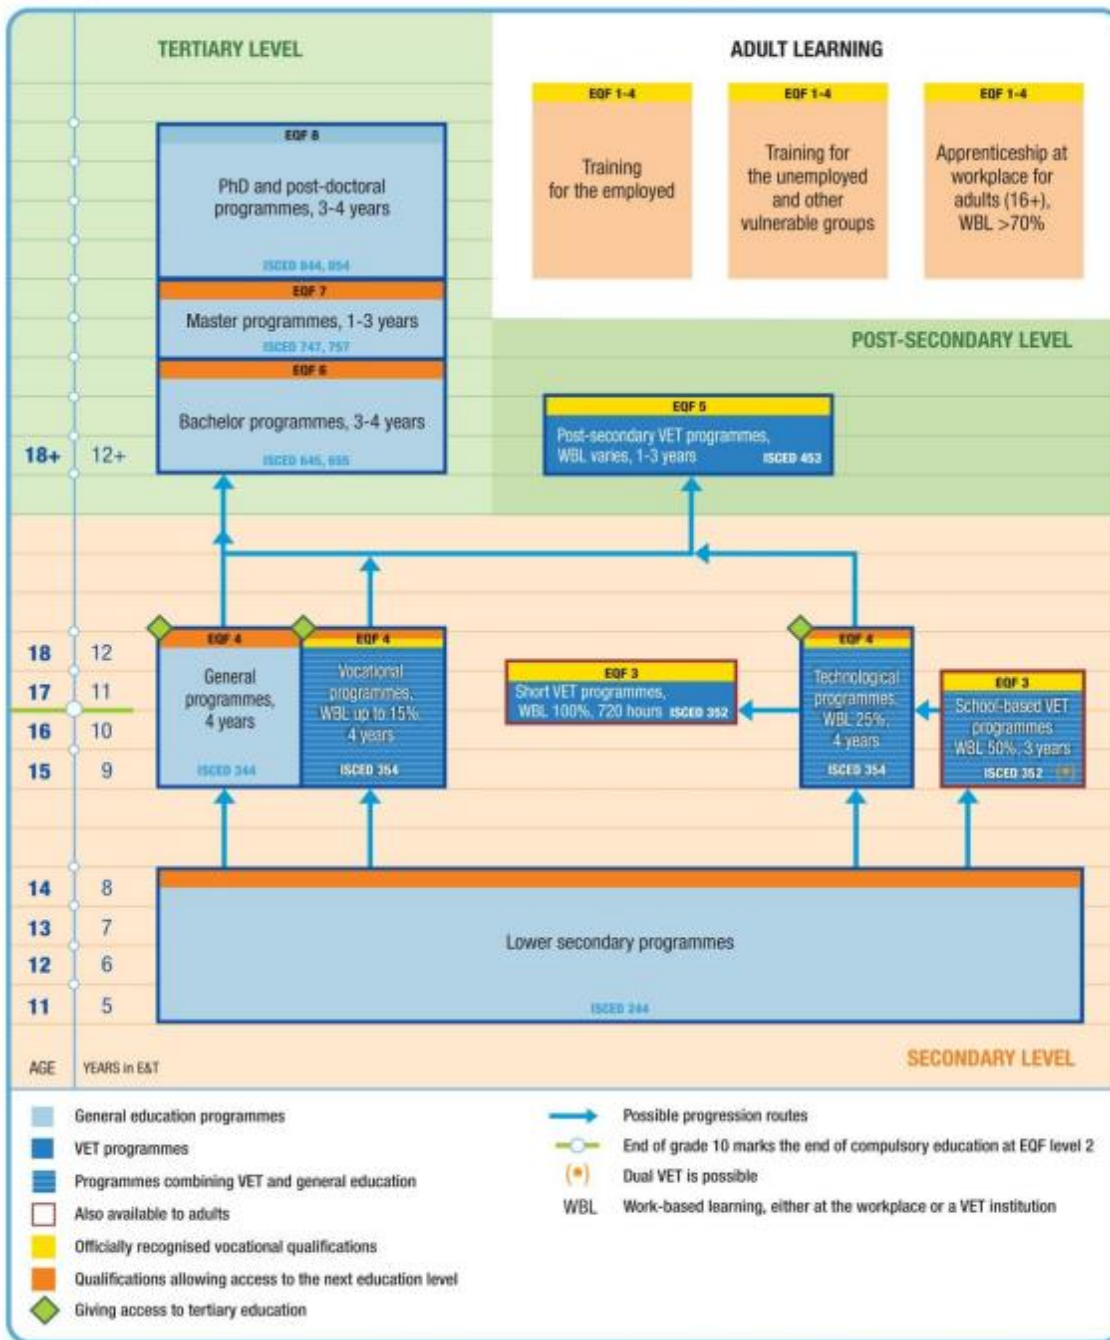 TERTIARY LEVEL
ADULT LEARNING
EQF 1-4
Training
for the employed
EQF 1-4
Training for
the unemployed
and other
vulnerable groups
EQF 1-4
Apprenticeship at
workplace for
adults (16+),
WBL >70%
EQF 8
PhD and post-doctoral
programmes, 3-4 years
ISCED 844, 854
EQF 7
Master programmes, 1-3 years
ISCED 747, 757
EQF 6
Bachelor programmes, 3-4 years
ISCED 645, 655
POST-SECONDARY LEVEL
EQF 5
Post-secondary VET programmes,
WBL varies, 1-3 years ISCED 453
18+ 12+
EQF 4
General
programmes,
4 years
ISCED 344
EQF 4
Vocational
programmes,
WBL up to 15%,
4 years
ISCED 354
EQF 3
Short VET programmes,
WBL 100%, 720 hours ISCED 352
EQF 4
Technological
programmes,
WBL 25%,
4 years
ISCED 354
EQF 3
School-based VET
programmes
WBL 50%, 3 years
ISCED 352 (*)
18 12
17 11
16 10
15 9
14 8
13 7
12 6
11 5
Lower secondary programmes
ISCED 244
AGE YEARS in E&T
SECONDARY LEVEL
General education programmes
VET programmes
Programmes combining VET and general education
Also available to adults
Officially recognised vocational qualifications
Qualifications allowing access to the next education level
Giving access to tertiary education
Possible progression routes
End of grade 10 marks the end of compulsory education at EQF level 2
(*) Dual VET is possible
WBL Work-based learning, either at the workplace or a VET institution